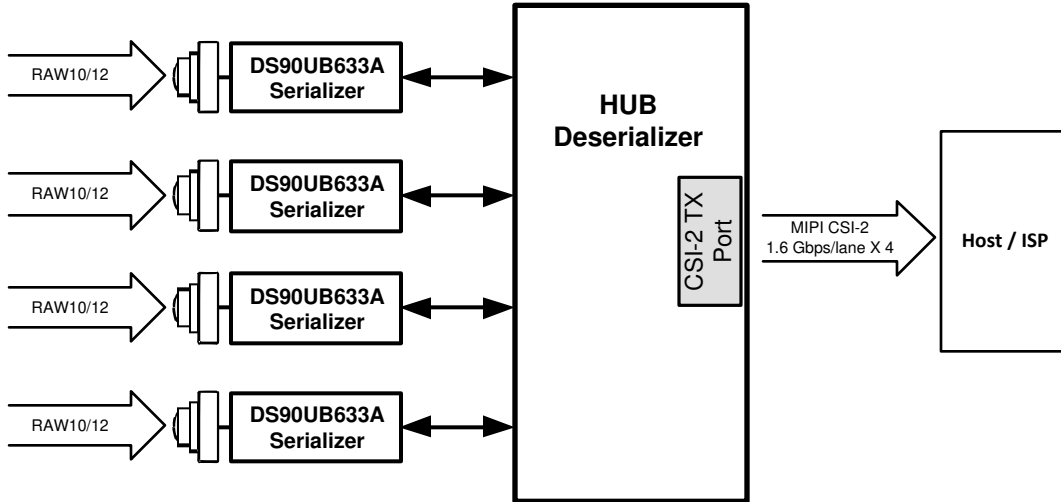 RAW10/12
DS90UB633A
Serializer
RAW10/12
DS90UB633A
Serializer
RAW10/12
DS90UB633A
Serializer
RAW10/12
DS90UB633A
Serializer
HUB
Deserializer
CSI-2 TX
Port
MIPI CSI-2
1.6 Gbps/lane X 4
Host / ISP